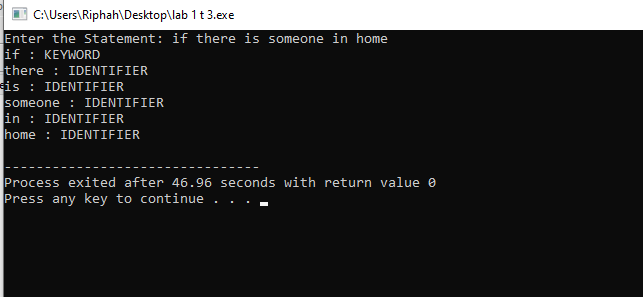 C:\Users\Riphah\Desktop\lab 1 t 3.exe
Enter the Statement: if there is someone in home
if : KEYWORD
there : IDENTIFIER
is : IDENTIFIER
someone : IDENTIFIER
in : IDENTIFIER
home : IDENTIFIER
--------------------------------
Process exited after 46.96 seconds with return value 0
Press any key to continue . . .